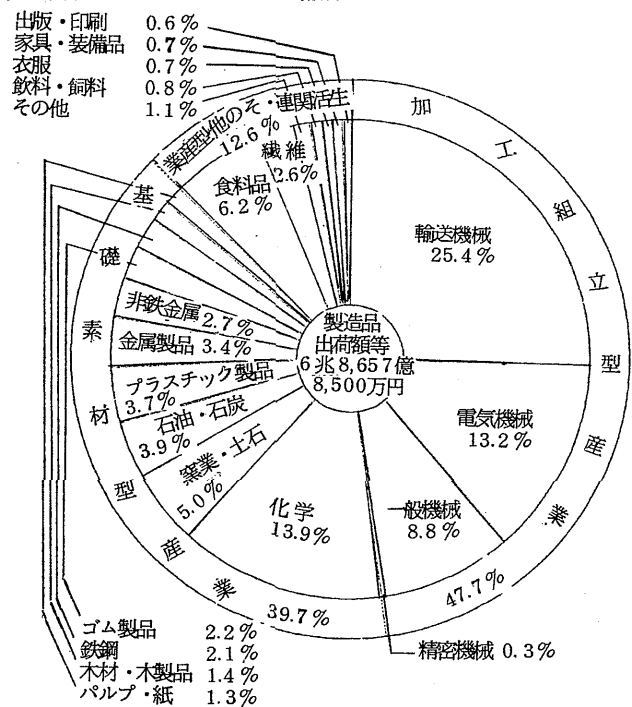 出版・印刷 0.6%
家具・装備品 0.7%
衣服 0.7%
飲料・飼料 0.8%
その他 1.1%
加工組立型産業
47.7%
輸送機械
25.4%
電気機械
13.2%
一般機械
8.8%
精密機械 0.3%
基礎素材型産業
39.7%
化学
13.9%
窯業・土石
5.0%
石油・石炭
3.9%
プラスチック製品
3.7%
金属製品 3.4%
非鉄金属 2.7%
ゴム製品 2.2%
鉄鋼 2.1%
木材・木製品 1.4%
パルプ・紙 1.3%
業産型他のそ・連関活生
12.6%
食料品
6.2%
繊維
2.6%
製造品
出荷額等
6兆8,657億
8,500万円